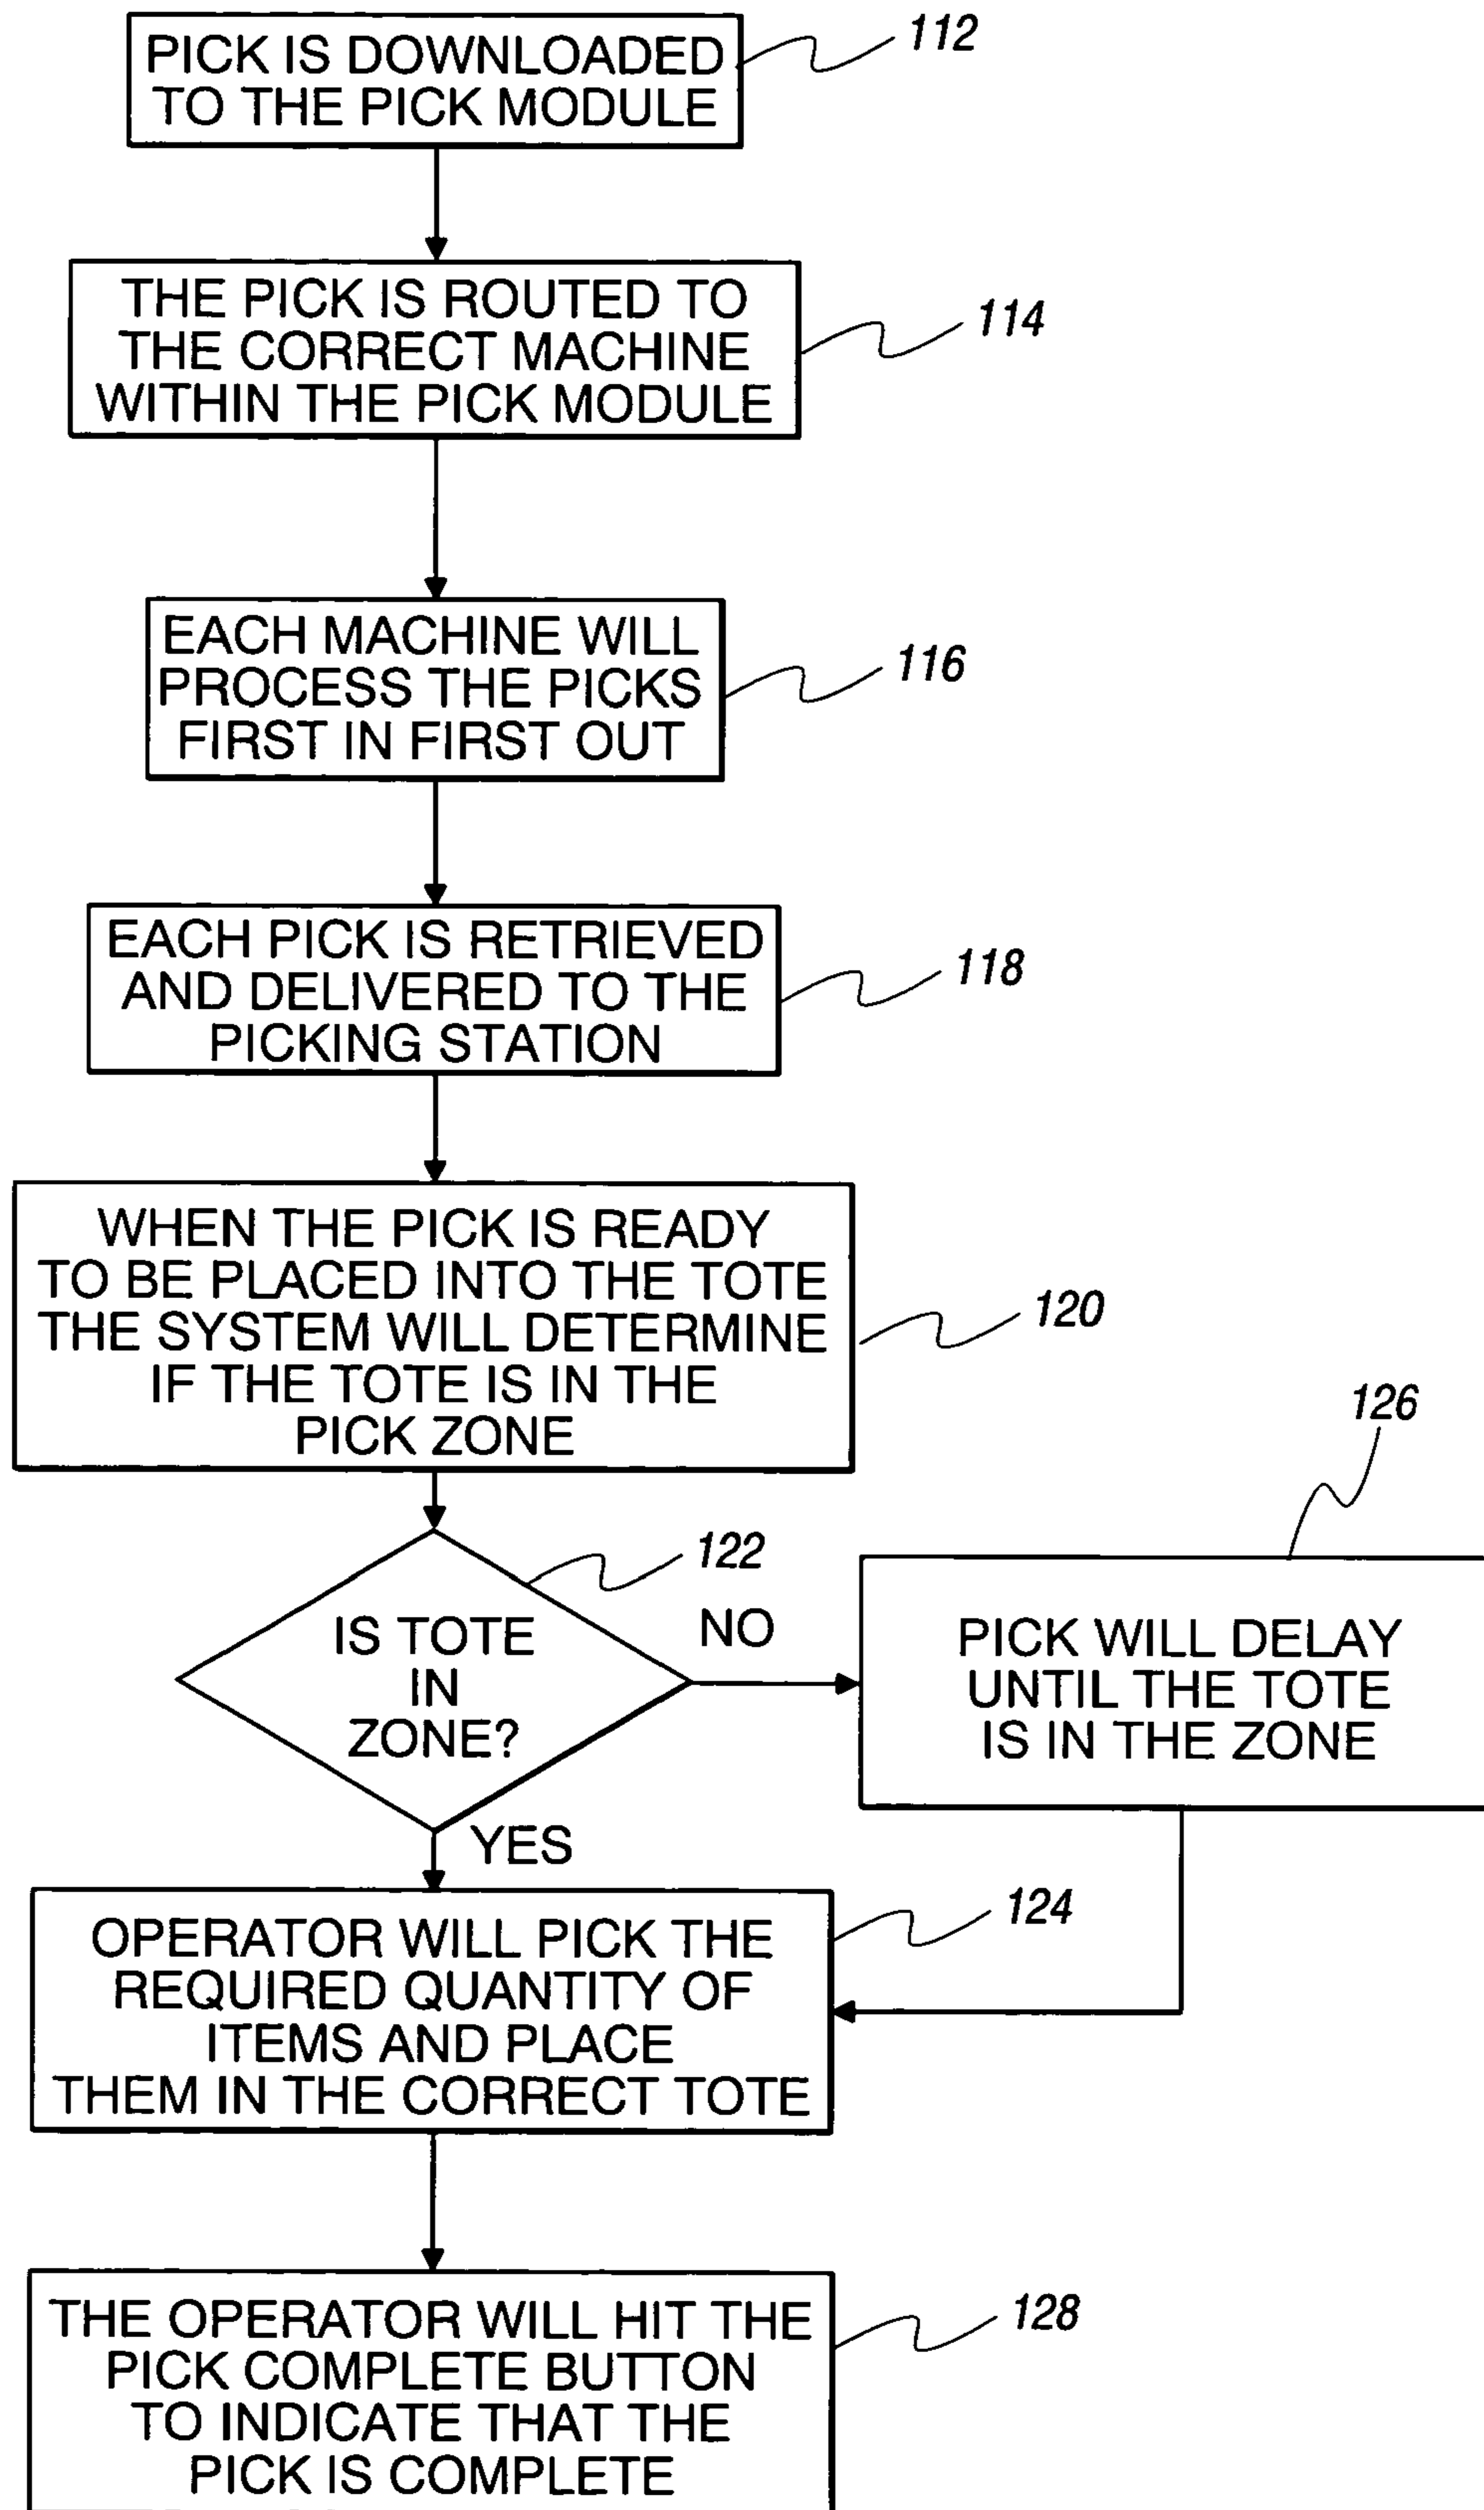 PICK IS DOWNLOADED
TO THE PICK MODULE
112
THE PICK IS ROUTED TO
THE CORRECT MACHINE
WITHIN THE PICK MODULE
114
EACH MACHINE WILL
PROCESS THE PICKS
FIRST IN FIRST OUT
116
EACH PICK IS RETRIEVED
AND DELIVERED TO THE
PICKING STATION
118
WHEN THE PICK IS READY
TO BE PLACED INTO THE TOTE
THE SYSTEM WILL DETERMINE
IF THE TOTE IS IN THE
PICK ZONE
120
IS TOTE
IN
ZONE?
122
NO
YES
PICK WILL DELAY
UNTIL THE TOTE
IS IN THE ZONE
126
OPERATOR WILL PICK THE
REQUIRED QUANTITY OF
ITEMS AND PLACE
THEM IN THE CORRECT TOTE
124
THE OPERATOR WILL HIT THE
PICK COMPLETE BUTTON
TO INDICATE THAT THE
PICK IS COMPLETE
128